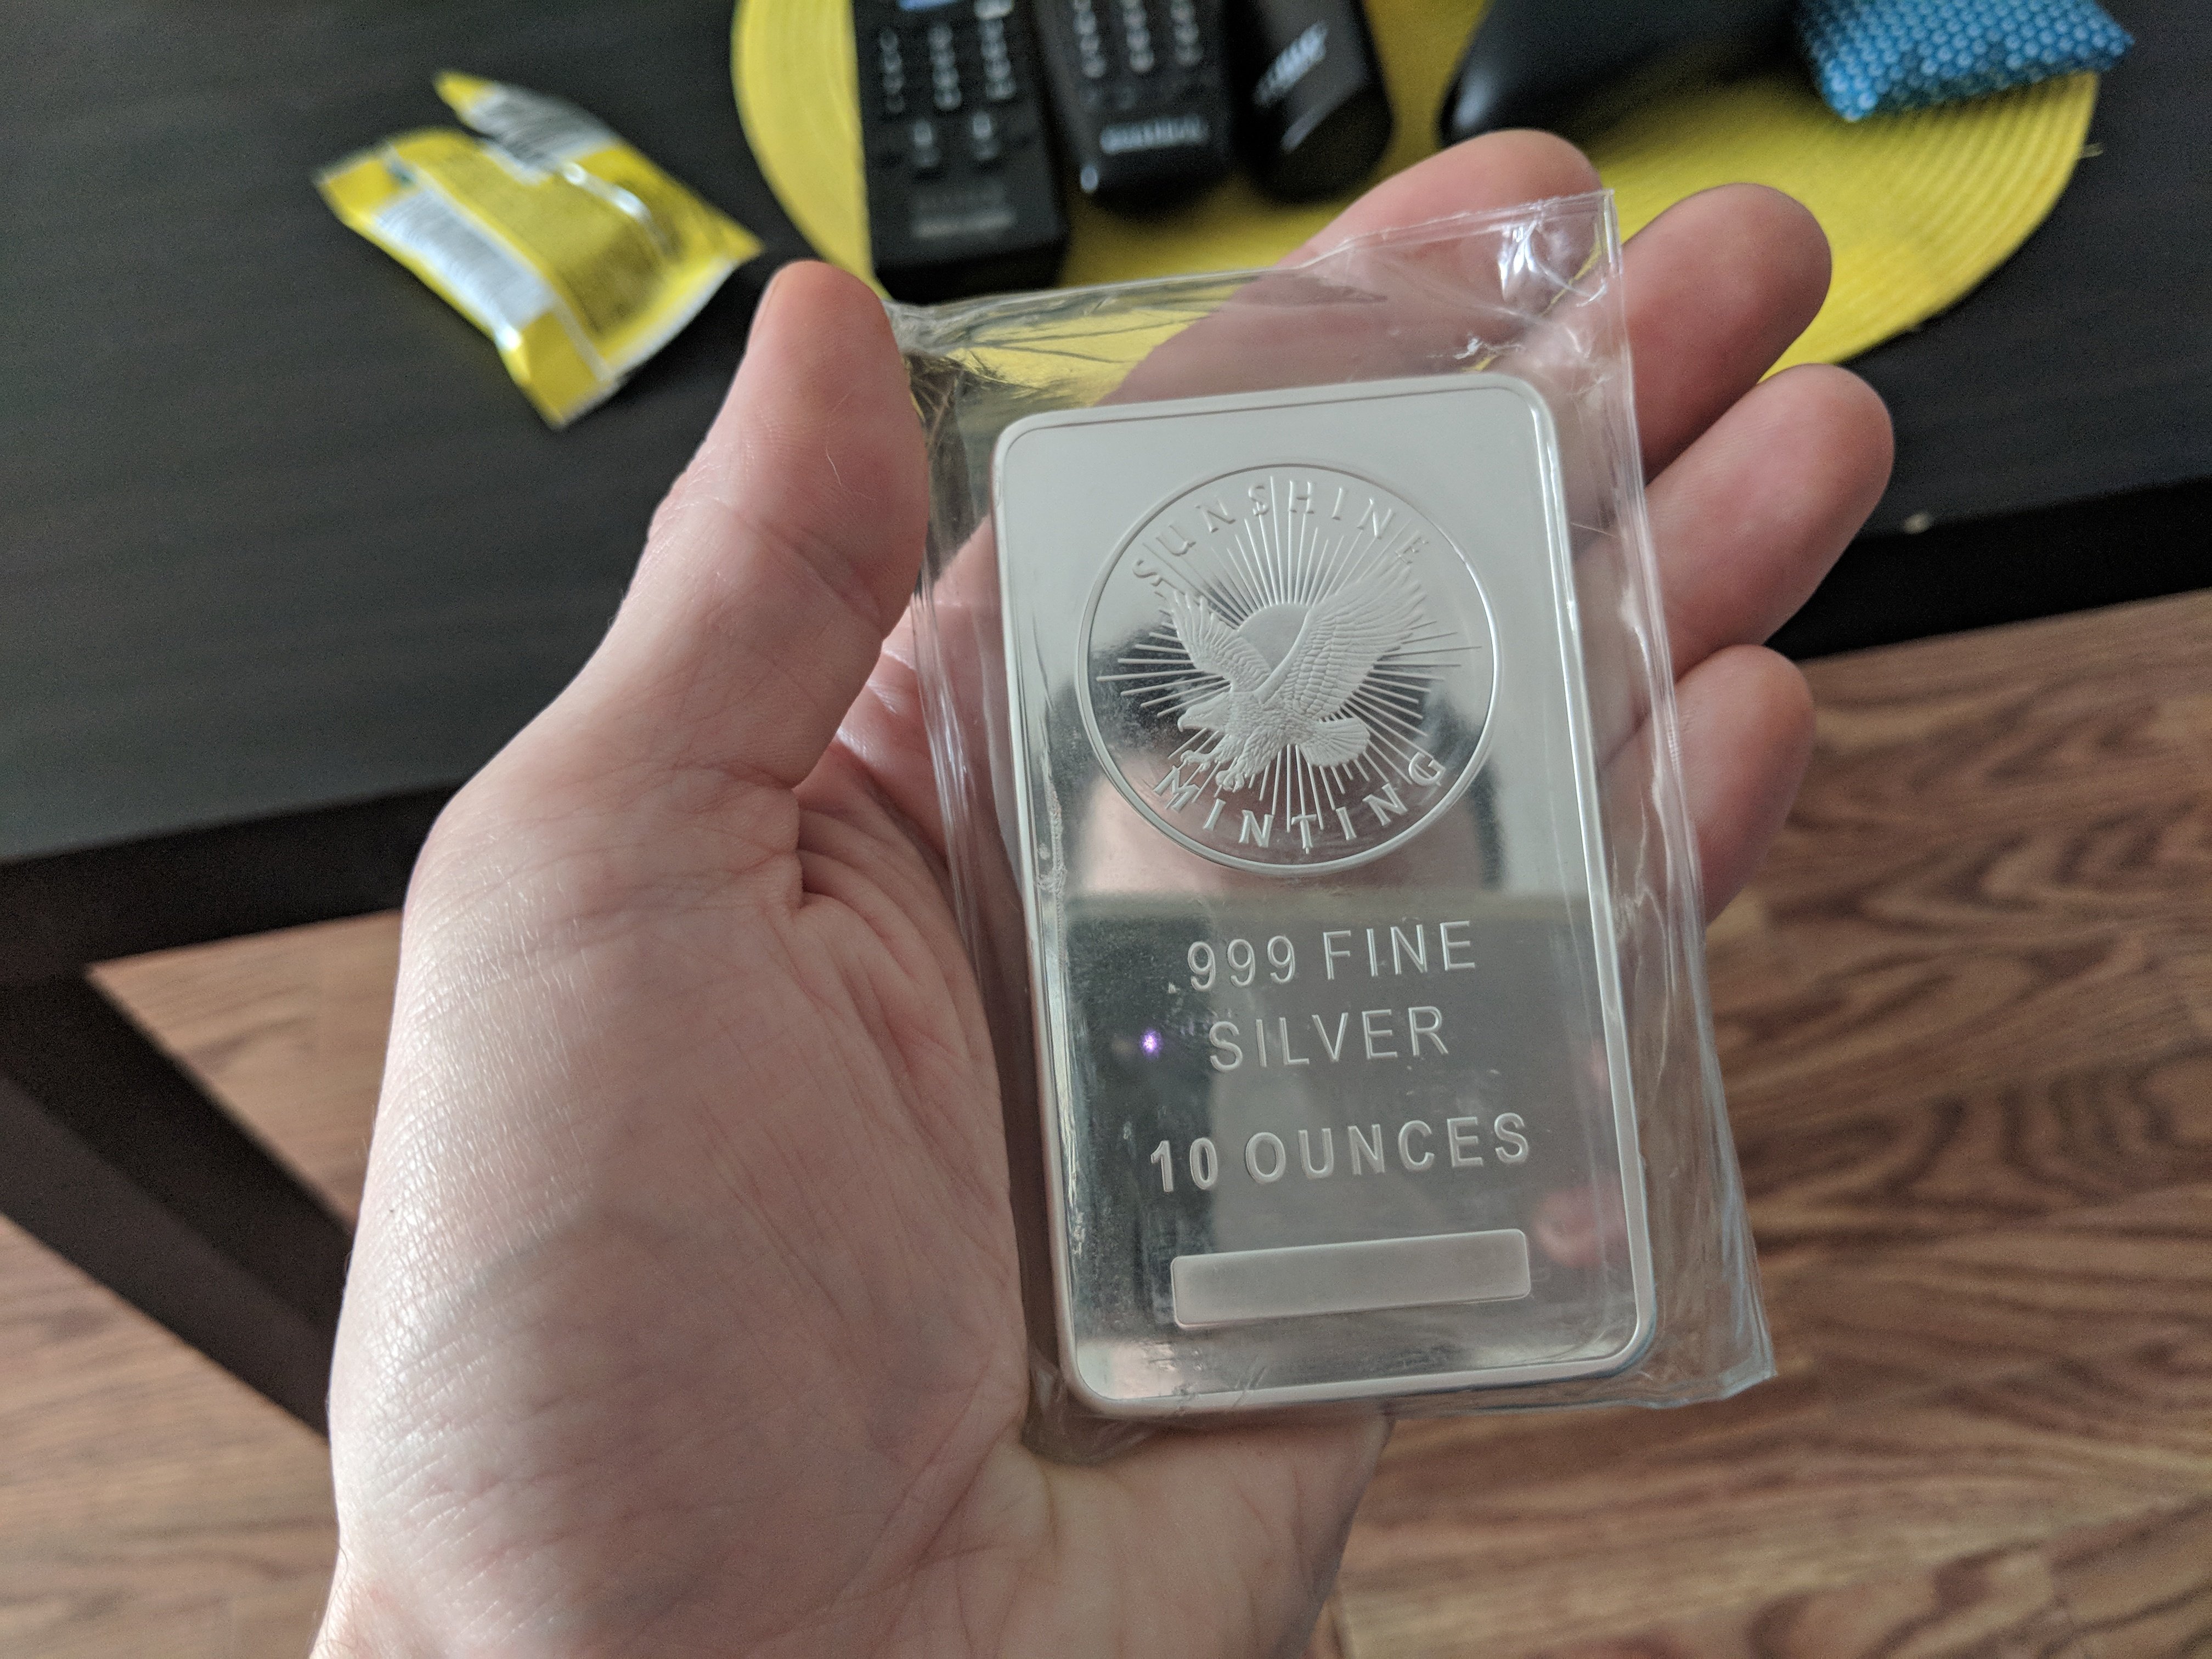 SUNSHINE
MINTING
999 FINE
SILVER
10 OUNCES